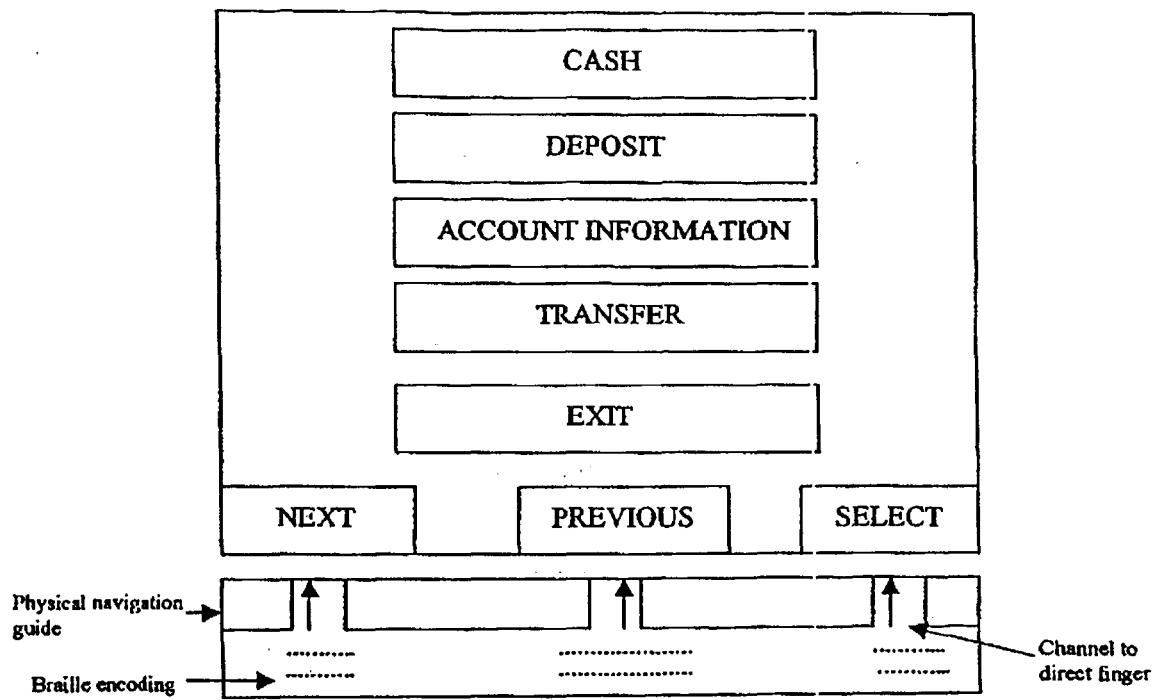 CASH
DEPOSIT
ACCOUNT INFORMATION
TRANSFER
EXIT
NEXT PREVIOUS SELECT
Physical navigation
guide
Braille encoding
Channel to
direct finger